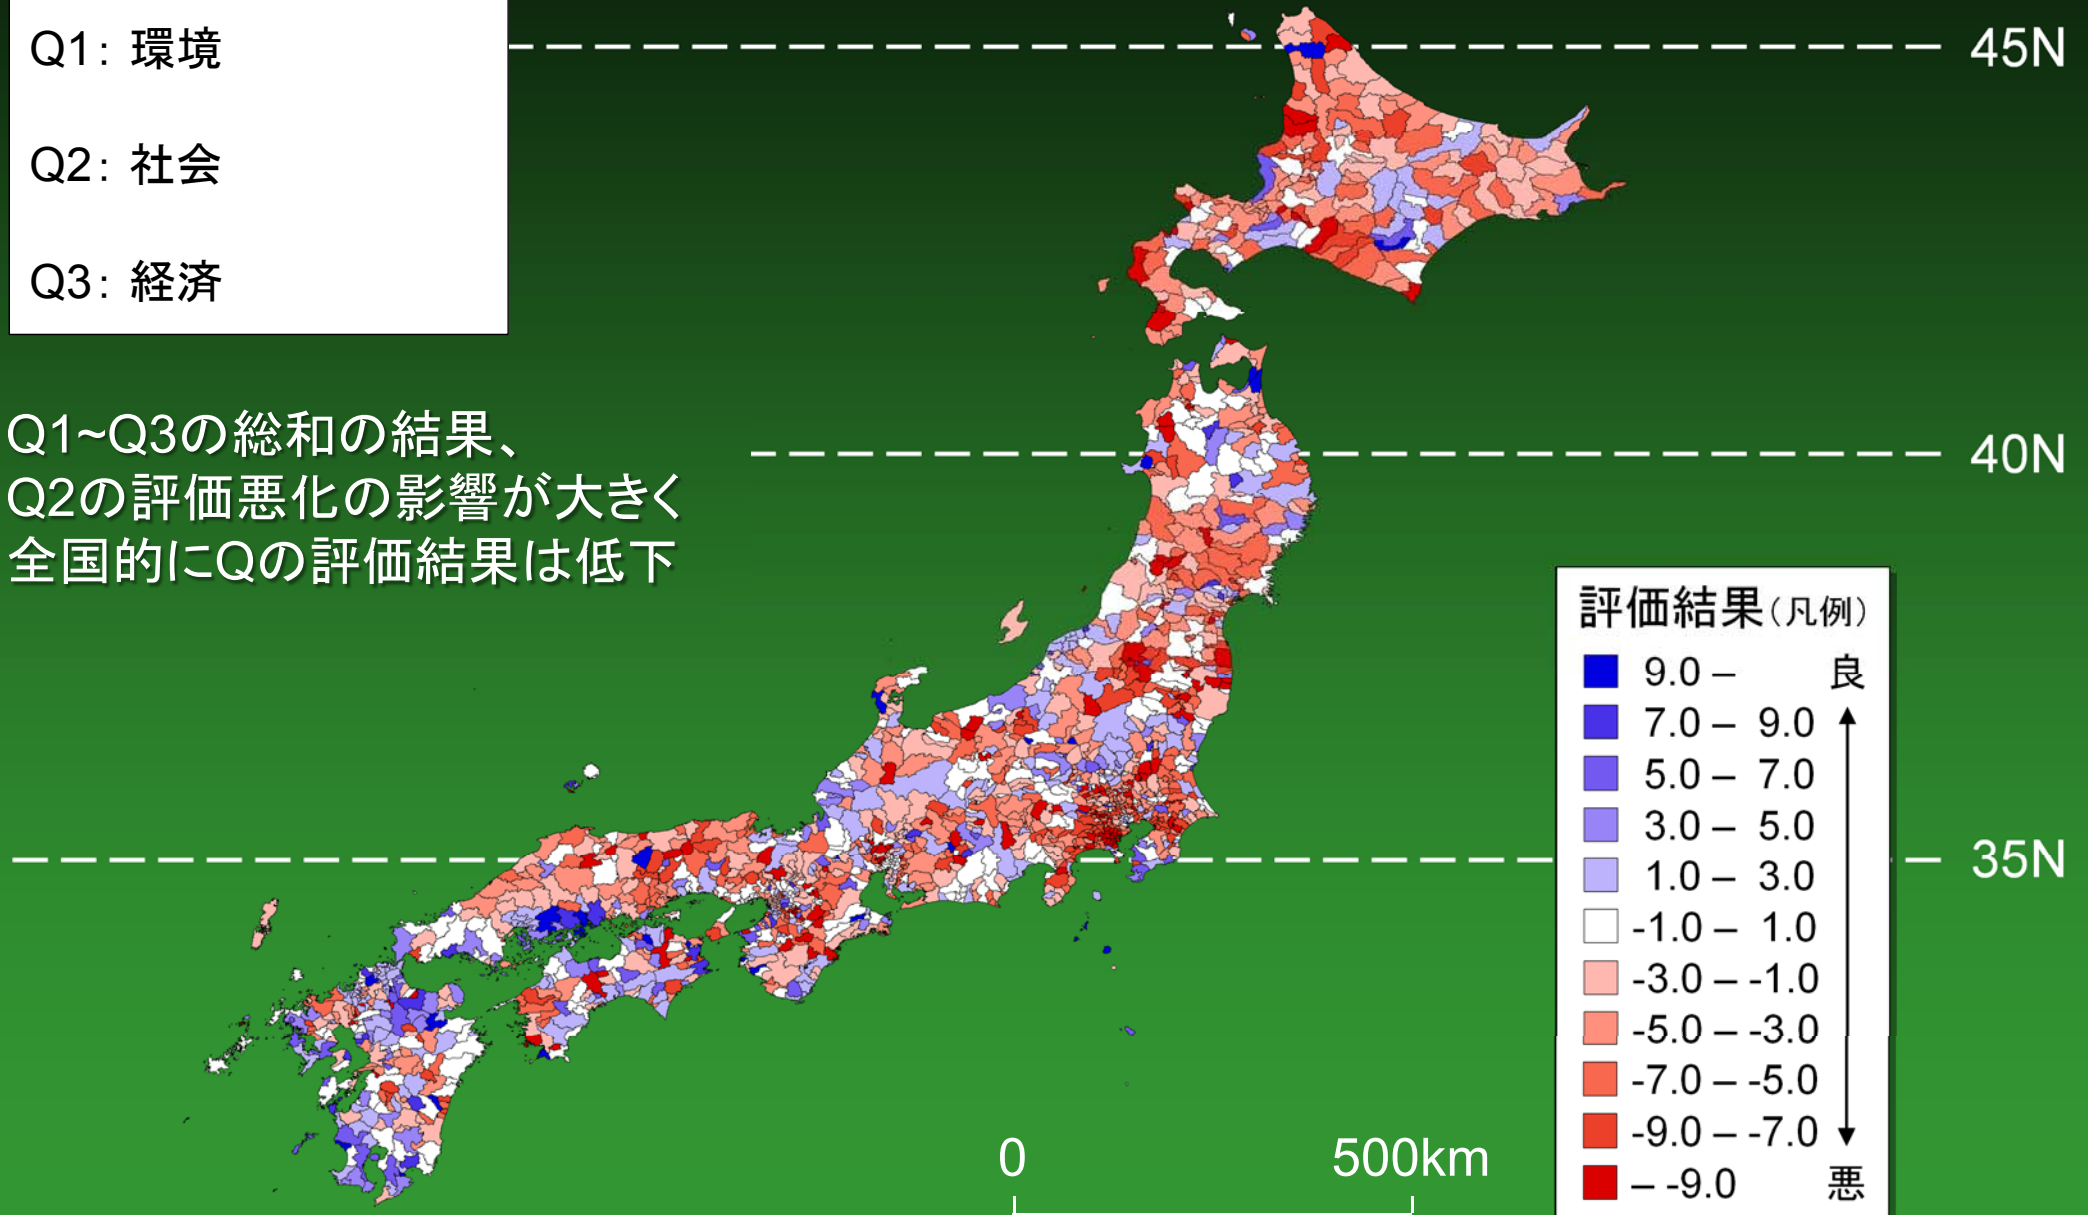 Q1: 環境
Q2: 社会
Q3: 経済
Q1~Q3の総和の結果、
Q2の評価悪化の影響が大きく
全国的にQの評価結果は低下
45N
40N
35N
評価結果(凡例)
9.0 – 良
7.0 – 9.0
5.0 – 7.0
3.0 – 5.0
1.0 – 3.0
-1.0 – 1.0
-3.0 – -1.0
-5.0 – -3.0
-7.0 – -5.0
-9.0 – -7.0
– -9.0 悪
0 500km